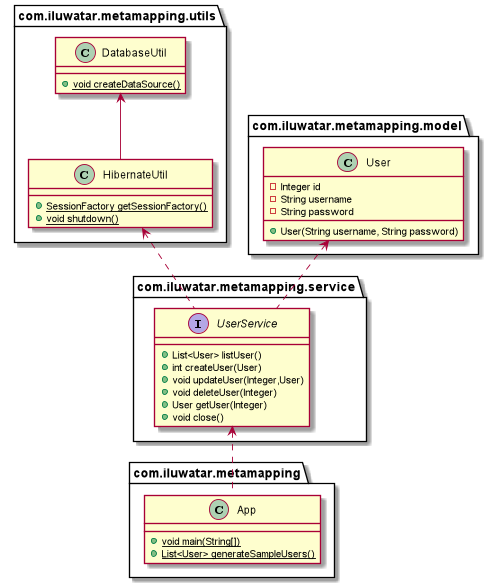 com.iluwatar.metamapping.utils
C DatabaseUtil
void createDataSource()
C HibernateUtil
SessionFactory getSessionFactory()
void shutdown()
com.iluwatar.metamapping.model
C User
Integer id
String username
String password
User(String username, String password)
com.iluwatar.metamapping.service
I UserService
List<User> listUser()
int createUser(User)
void updateUser(Integer,User)
void deleteUser(Integer)
User getUser(Integer)
void close()
com.iluwatar.metamapping
C App
void main(String[])
List<User> generateSampleUsers()